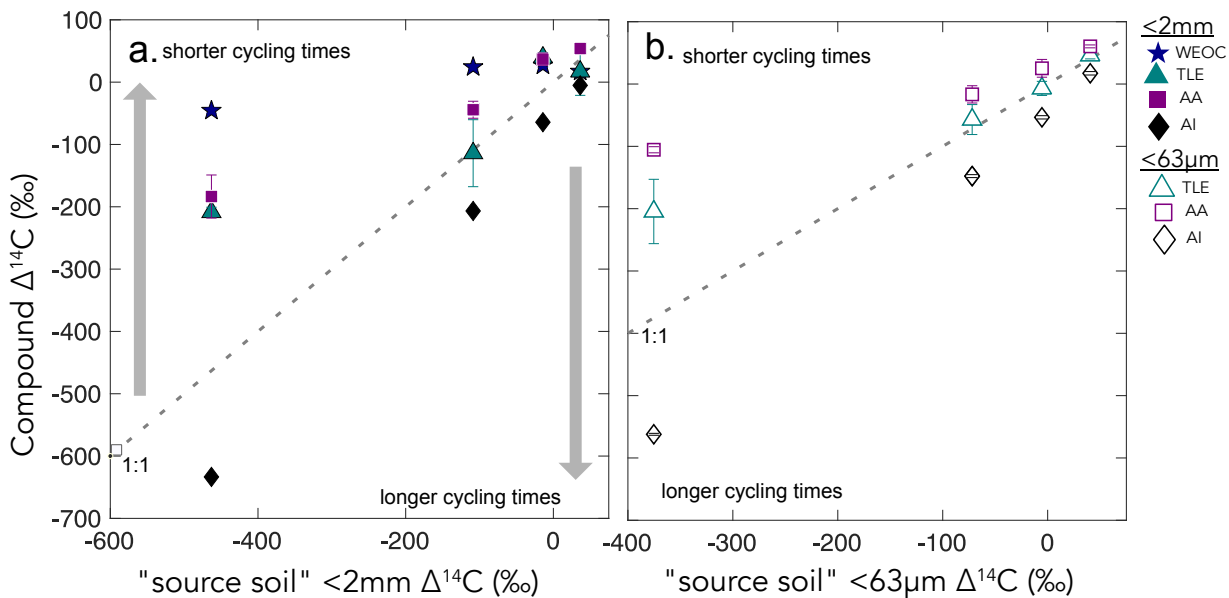 a.
shorter cycling times
Compound Δ¹⁴C (‰)
100
0
-100
-200
-300
-400
-500
-600
-700
1:1
longer cycling times
-600
-400
-200
0
"source soil" <2mm Δ¹⁴C (‰)
b.
shorter cycling times
1:1
longer cycling times
-400
-300
-200
-100
0
"source soil" <63μm Δ¹⁴C (‰)
<2mm
WEOC
TLE
AA
AI
<63μm
TLE
AA
AI